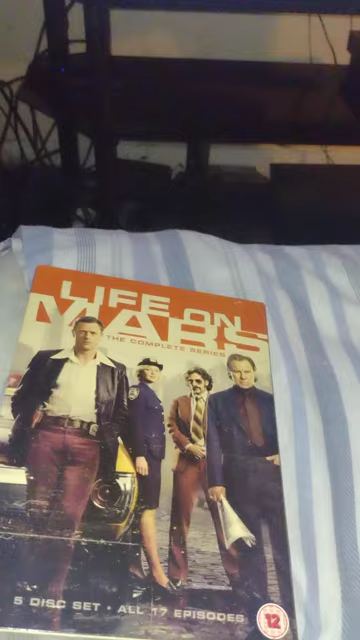 LIFE ON
MARS
THE COMPLETE SERIES
5 DISC SET • ALL 17 EPISODES
12